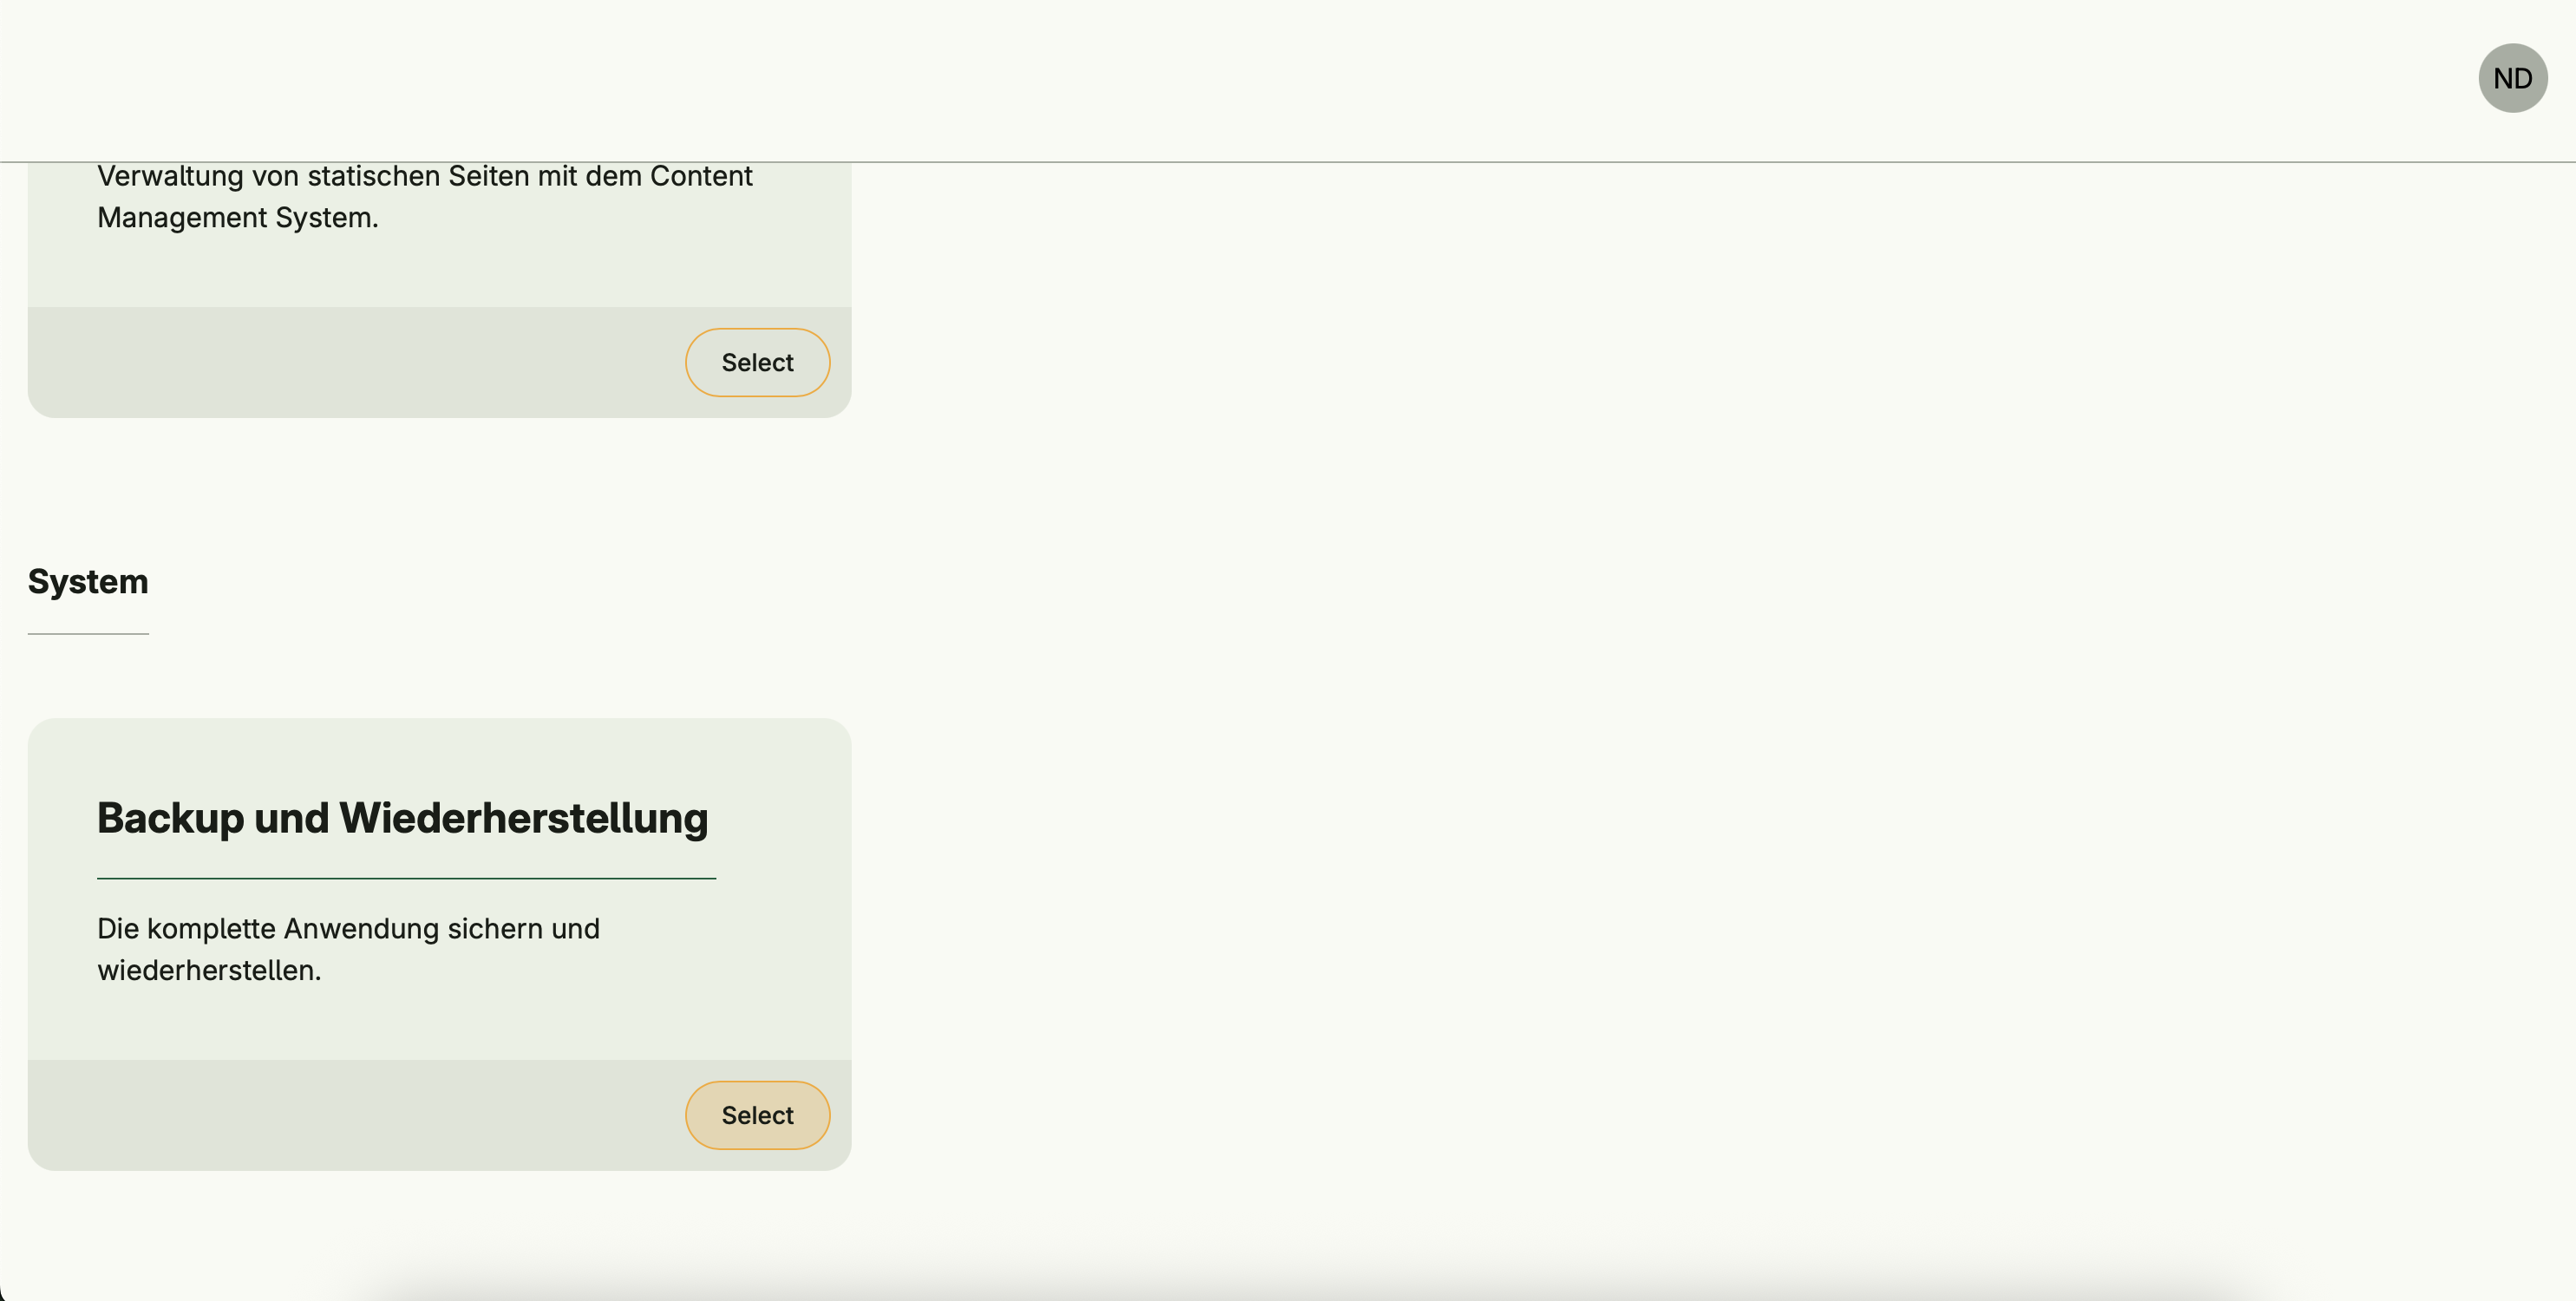 ND
Verwaltung von statischen Seiten mit dem Content
Management System.
Select
System
Backup und Wiederherstellung
Die komplette Anwendung sichern und
wiederherstellen.
Select